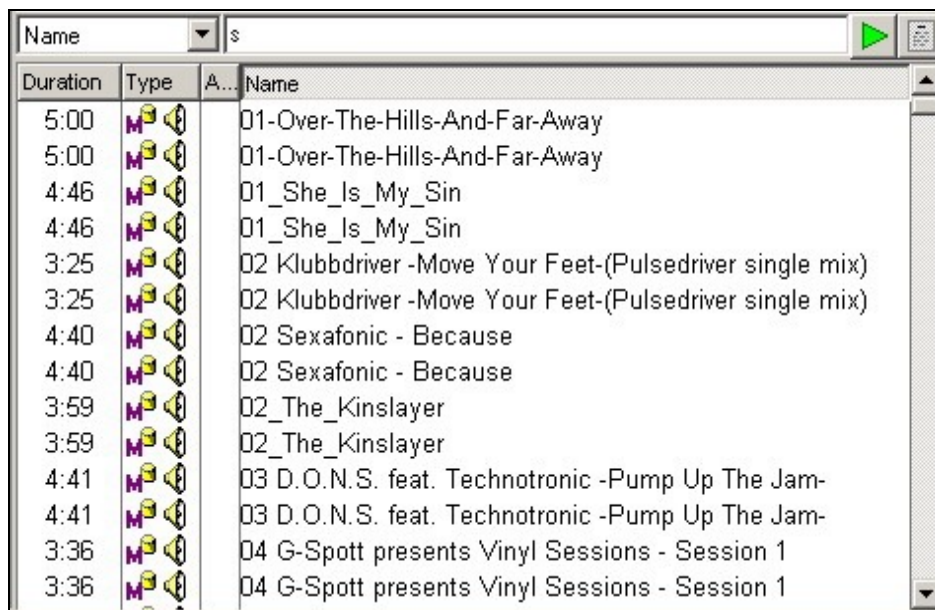 Name s
Duration Type A... Name
5:00 M 01-Over-The-Hills-And-Far-Away
5:00 M 01-Over-The-Hills-And-Far-Away
4:46 M 01_She_Is_My_Sin
4:46 M 01_She_Is_My_Sin
3:25 M 02 Klubbdriver -Move Your Feet-(Pulsedriver single mix)
3:25 M 02 Klubbdriver -Move Your Feet-(Pulsedriver single mix)
4:40 M 02 Sexafonic - Because
4:40 M 02 Sexafonic - Because
3:59 M 02_The_Kinslayer
3:59 M 02_The_Kinslayer
4:41 M 03 D.O.N.S. feat. Technotronic -Pump Up The Jam-
4:41 M 03 D.O.N.S. feat. Technotronic -Pump Up The Jam-
3:36 M 04 G-Spott presents Vinyl Sessions - Session 1
3:36 M 04 G-Spott presents Vinyl Sessions - Session 1